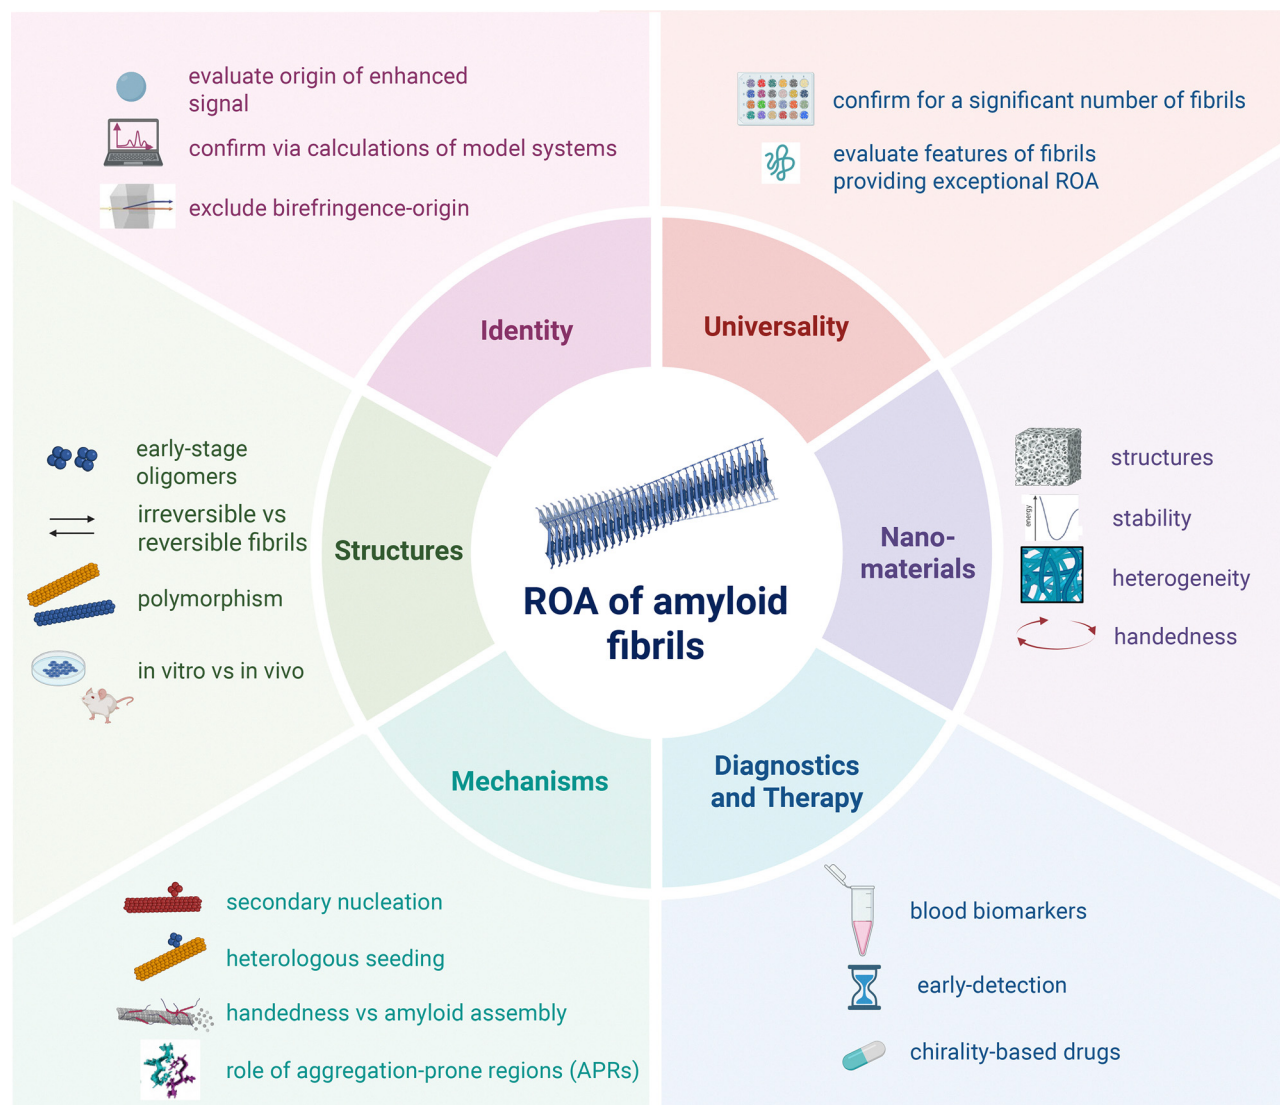 evaluate origin of enhanced
signal
confirm via calculations of model systems
exclude birefringence-origin
confirm for a significant number of fibrils
evaluate features of fibrils
providing exceptional ROA
Identity
Universality
early-stage
oligomers
irreversible vs
reversible fibrils
polymorphism
in vitro vs in vivo
Structures
ROA of amyloid
fibrils
Nano-
materials
structures
energy
stability
heterogeneity
handedness
Mechanisms
Diagnostics
and Therapy
secondary nucleation
heterologous seeding
handedness vs amyloid assembly
role of aggregation-prone regions (APRs)
blood biomarkers
early-detection
chirality-based drugs